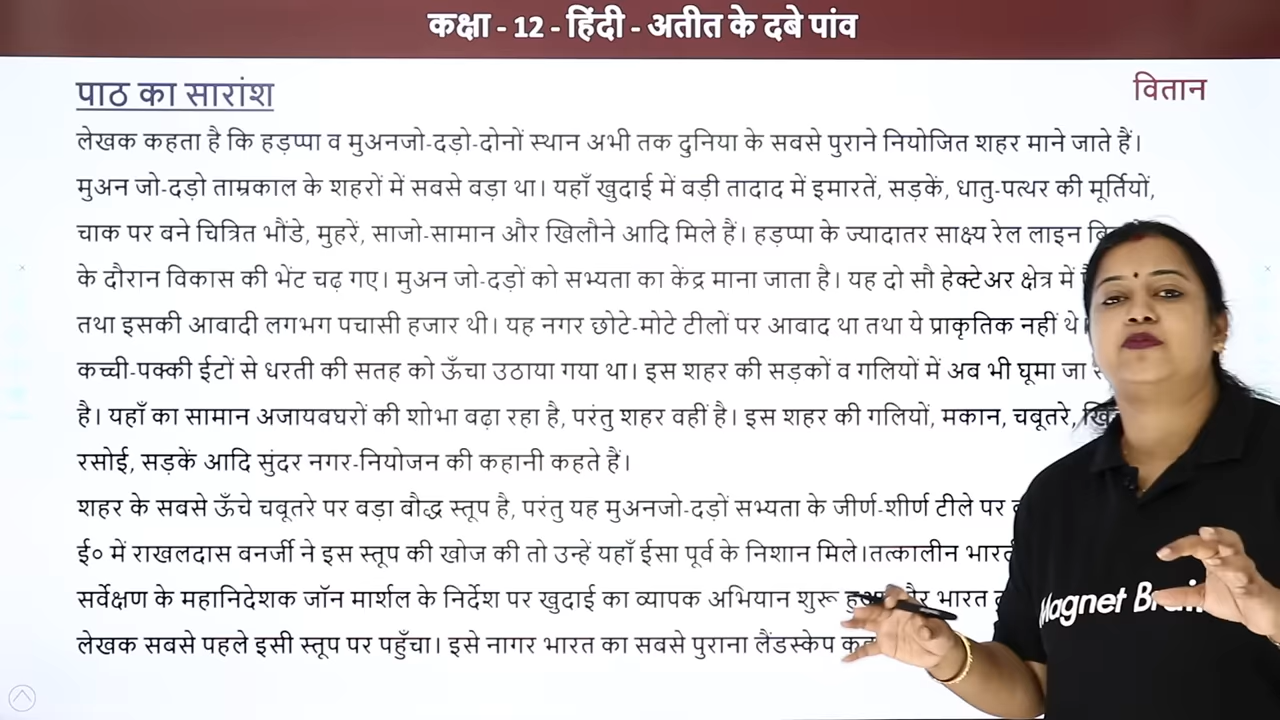 कक्षा - 12 - हिंदी - अतीत के दबे पांव
पाठ का सारांश
वितान
लेखक कहता है कि हड़प्पा व मुअनजो-दड़ो-दोनों स्थान अभी तक दुनिया के सबसे पुराने नियोजित शहर माने जाते हैं।
मुअन जो-दड़ो ताम्रकाल के शहरों में सबसे बड़ा था। यहाँ खुदाई में बड़ी तादाद में इमारतें, सड़कें, धातु-पत्थर की मूर्तियों,
चाक पर बने चित्रित भौंडे, मुहरें, साजो-सामान और खिलौने आदि मिले हैं। हड़प्पा के ज्यादातर साक्ष्य रेल लाइन
के दौरान विकास की भेंट चढ़ गए। मुअन जो-दड़ों को सभ्यता का केंद्र माना जाता है। यह दो सौ हेक्टेअर क्षेत्र में
तथा इसकी आबादी लगभग पचासी हजार थी। यह नगर छोटे-मोटे टीलों पर आबाद था तथा ये प्राकृतिक नहीं थे।
कच्ची-पक्की ईटों से धरती की सतह को ऊँचा उठाया गया था। इस शहर की सड़कों व गलियों में अब भी घूमा जा
है। यहाँ का सामान अजायबघरों की शोभा बढ़ा रहा है, परंतु शहर वहीं है। इस शहर की गलियों, मकान, चबूतरे,
रसोई, सड़कें आदि सुंदर नगर-नियोजन की कहानी कहते हैं।
शहर के सबसे ऊँचे चबूतरे पर बड़ा बौद्ध स्तूप है, परंतु यह मुअनजो-दड़ों सभ्यता के जीर्ण-शीर्ण टीले पर
ई० में राखलदास बनर्जी ने इस स्तूप की खोज की तो उन्हें यहाँ ईसा पूर्व के निशान मिले।तत्कालीन
सर्वेक्षण के महानिदेशक जॉन मार्शल के निर्देश पर खुदाई का व्यापक अभियान शुरू भारत
लेखक सबसे पहले इसी स्तूप पर पहुँचा। इसे नागर भारत का सबसे पुराना लैंडस्केप
Magnet